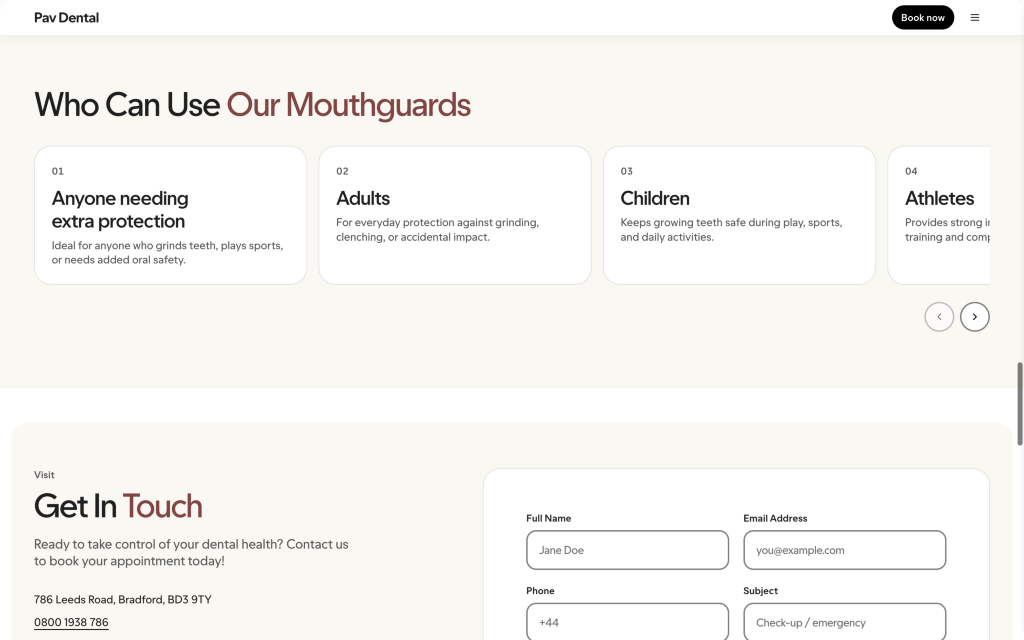 Pav Dental
Book now
Who Can Use Our Mouthguards
01
Anyone needing
extra protection
Ideal for anyone who grinds teeth, plays sports,
or needs added oral safety.
02
Adults
For everyday protection against grinding,
clenching, or accidental impact.
03
Children
Keeps growing teeth safe during play, sports,
and daily activities.
04
Athletes
Provides strong
training and
Visit
Get In Touch
Ready to take control of your dental health? Contact us
to book your appointment today!
786 Leeds Road, Bradford, BD3 9TY
0800 1938 786
Full Name
Jane Doe
Email Address
you@example.com
Phone
+44
Subject
Check-up / emergency